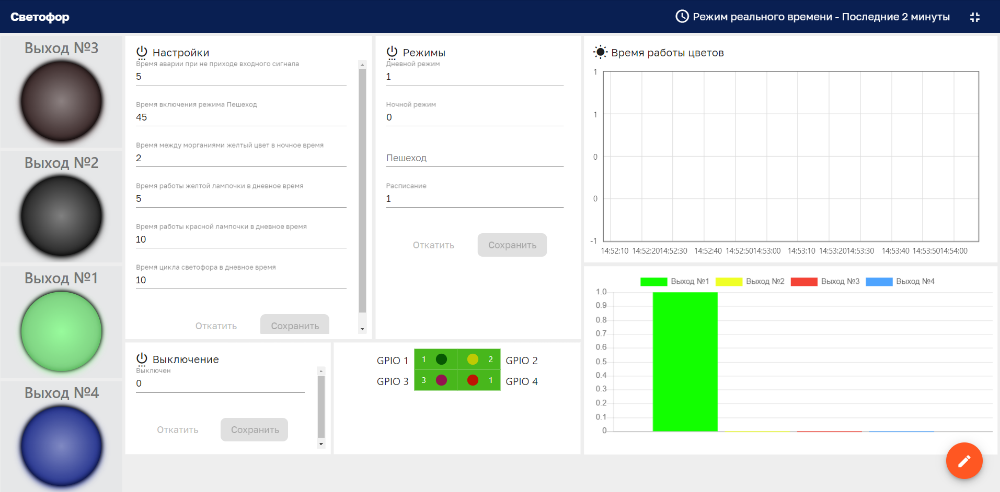 Светофор
Режим реального времени - Последние 2 минуты
Выход №3
Выход №2
Выход №1
Выход №4
Настройки
Время аварии при не приходе входного сигнала
5
Время включения режима Пешеход
45
Время между морганиями желтый цвет в ночное время
2
Время работы желтой лампочки в дневное время
5
Время работы красной лампочки в дневное время
10
Время цикла светофора в дневное время
10
Откатить Сохранить
Режимы
Дневной режим
1
Ночной режим
0
Пешеход
Расписание
1
Откатить Сохранить
Выключение
Выключен
0
Откатить Сохранить
GPIO 1 1 2 GPIO 2
GPIO 3 3 1 GPIO 4
Время работы цветов
1
1
0
0
-1
14:52:10 14:52:20 14:52:30 14:52:40 14:52:50 14:53:00 14:53:10 14:53:20 14:53:30 14:53:40 14:53:50 14:54:00
Выход №1 Выход №2 Выход №3 Выход №4
1.0
0.9
0.8
0.7
0.6
0.5
0.4
0.3
0.2
0.1
0